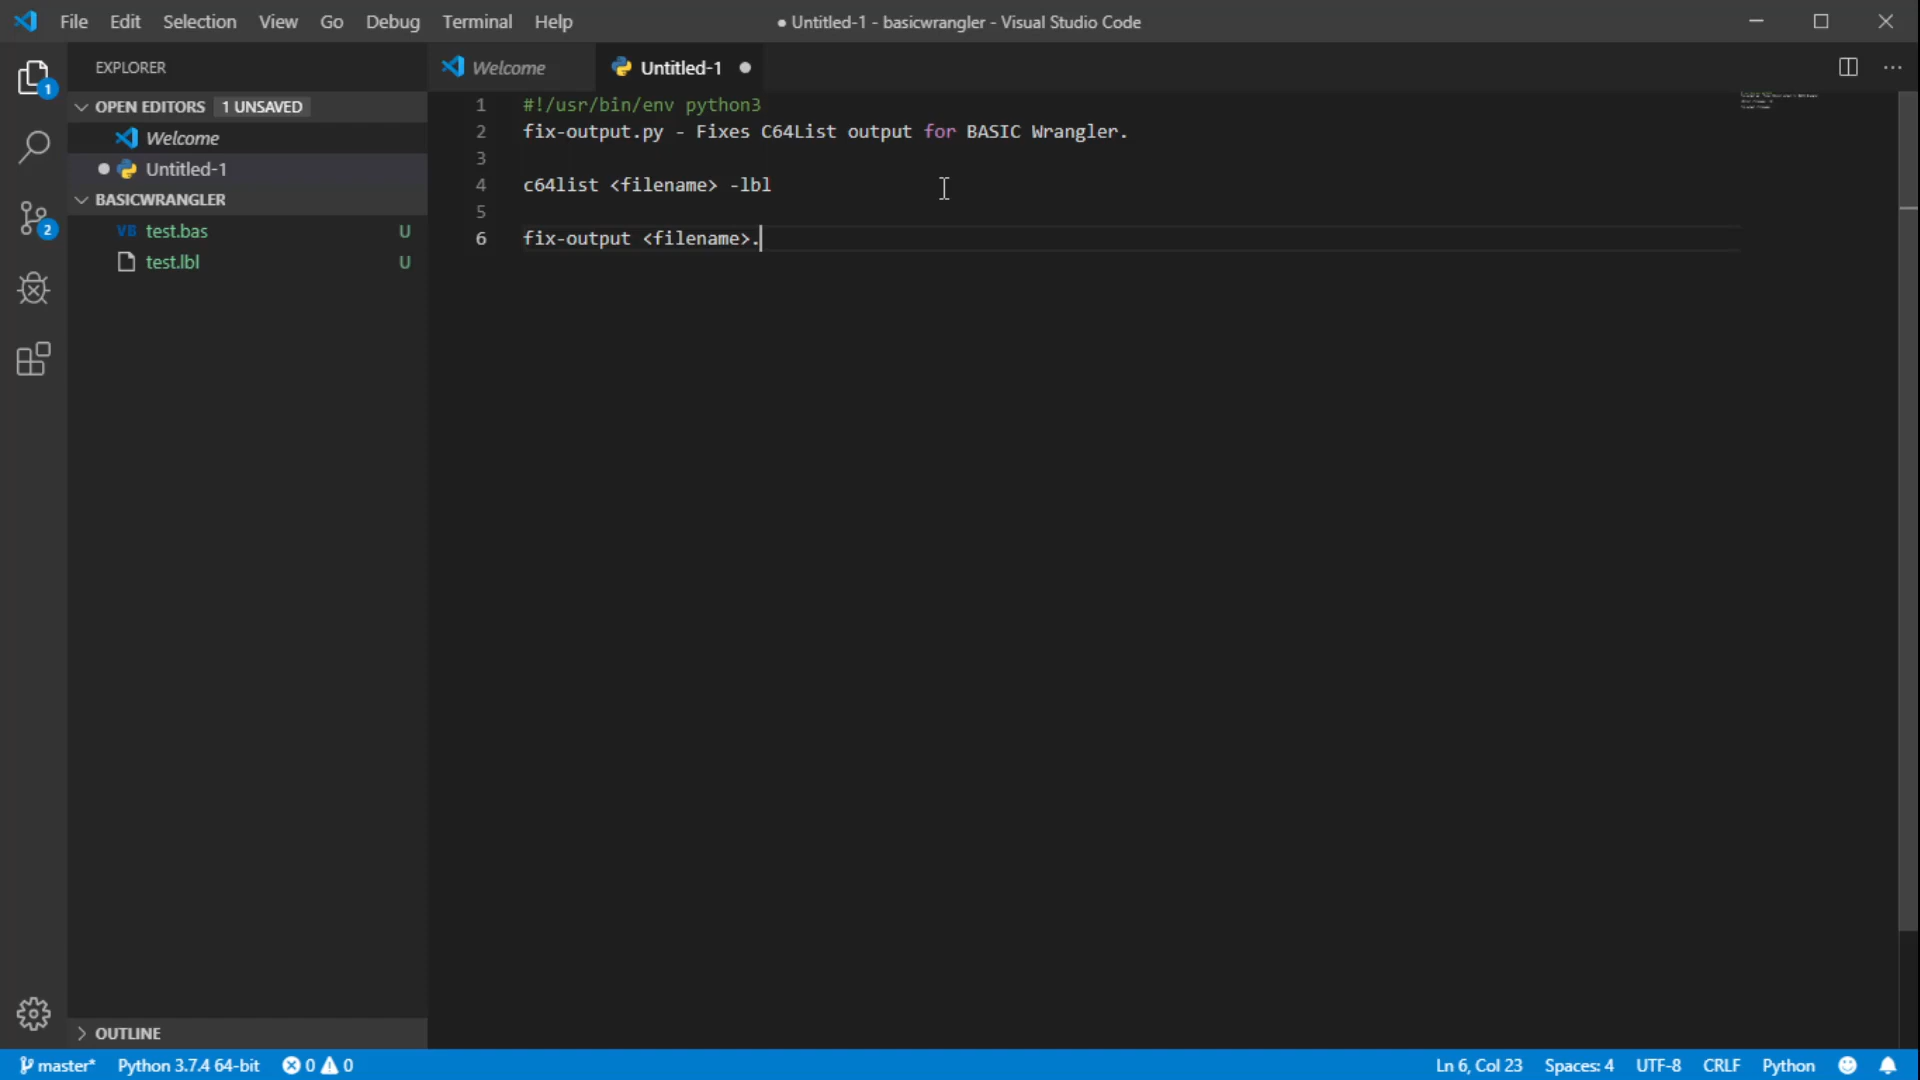 File Edit Selection View Go Debug Terminal Help
● Untitled-1 - basicwrangler - Visual Studio Code
EXPLORER
Welcome
Untitled-1 ●
OPEN EDITORS 1 UNSAVED
Welcome
● Untitled-1
BASICWRANGLER
VB test.bas U
test.lbl U
1
2
1 #!/usr/bin/env python3
2 fix-output.py - Fixes C64List output for BASIC Wrangler.
3
4 c64list <filename> -lbl
5
6 fix-output <filename>.
OUTLINE
master* Python 3.7.4 64-bit 0 0
Ln 6, Col 23 Spaces: 4 UTF-8 CRLF Python